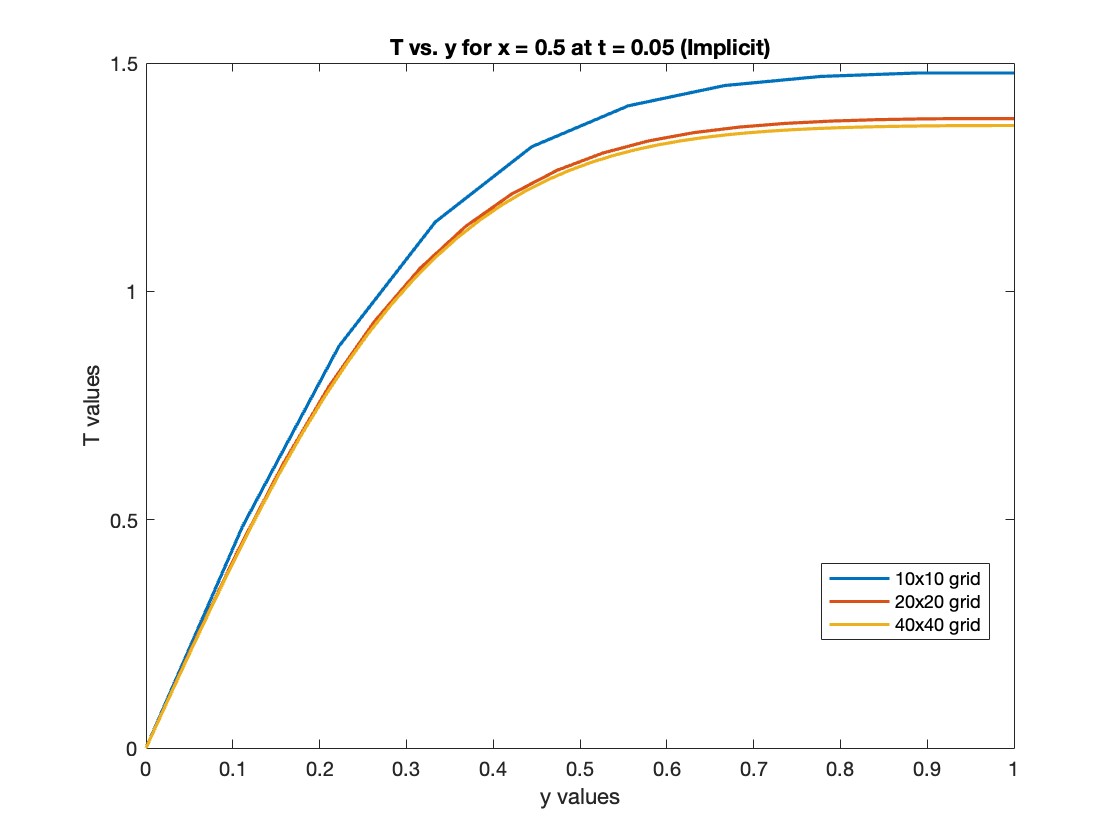 T vs. y for x = 0.5 at t = 0.05 (Implicit)
1.5
1
0.5
0
T values
0 0.1 0.2 0.3 0.4 0.5 0.6 0.7 0.8 0.9 1
y values
10x10 grid
20x20 grid
40x40 grid